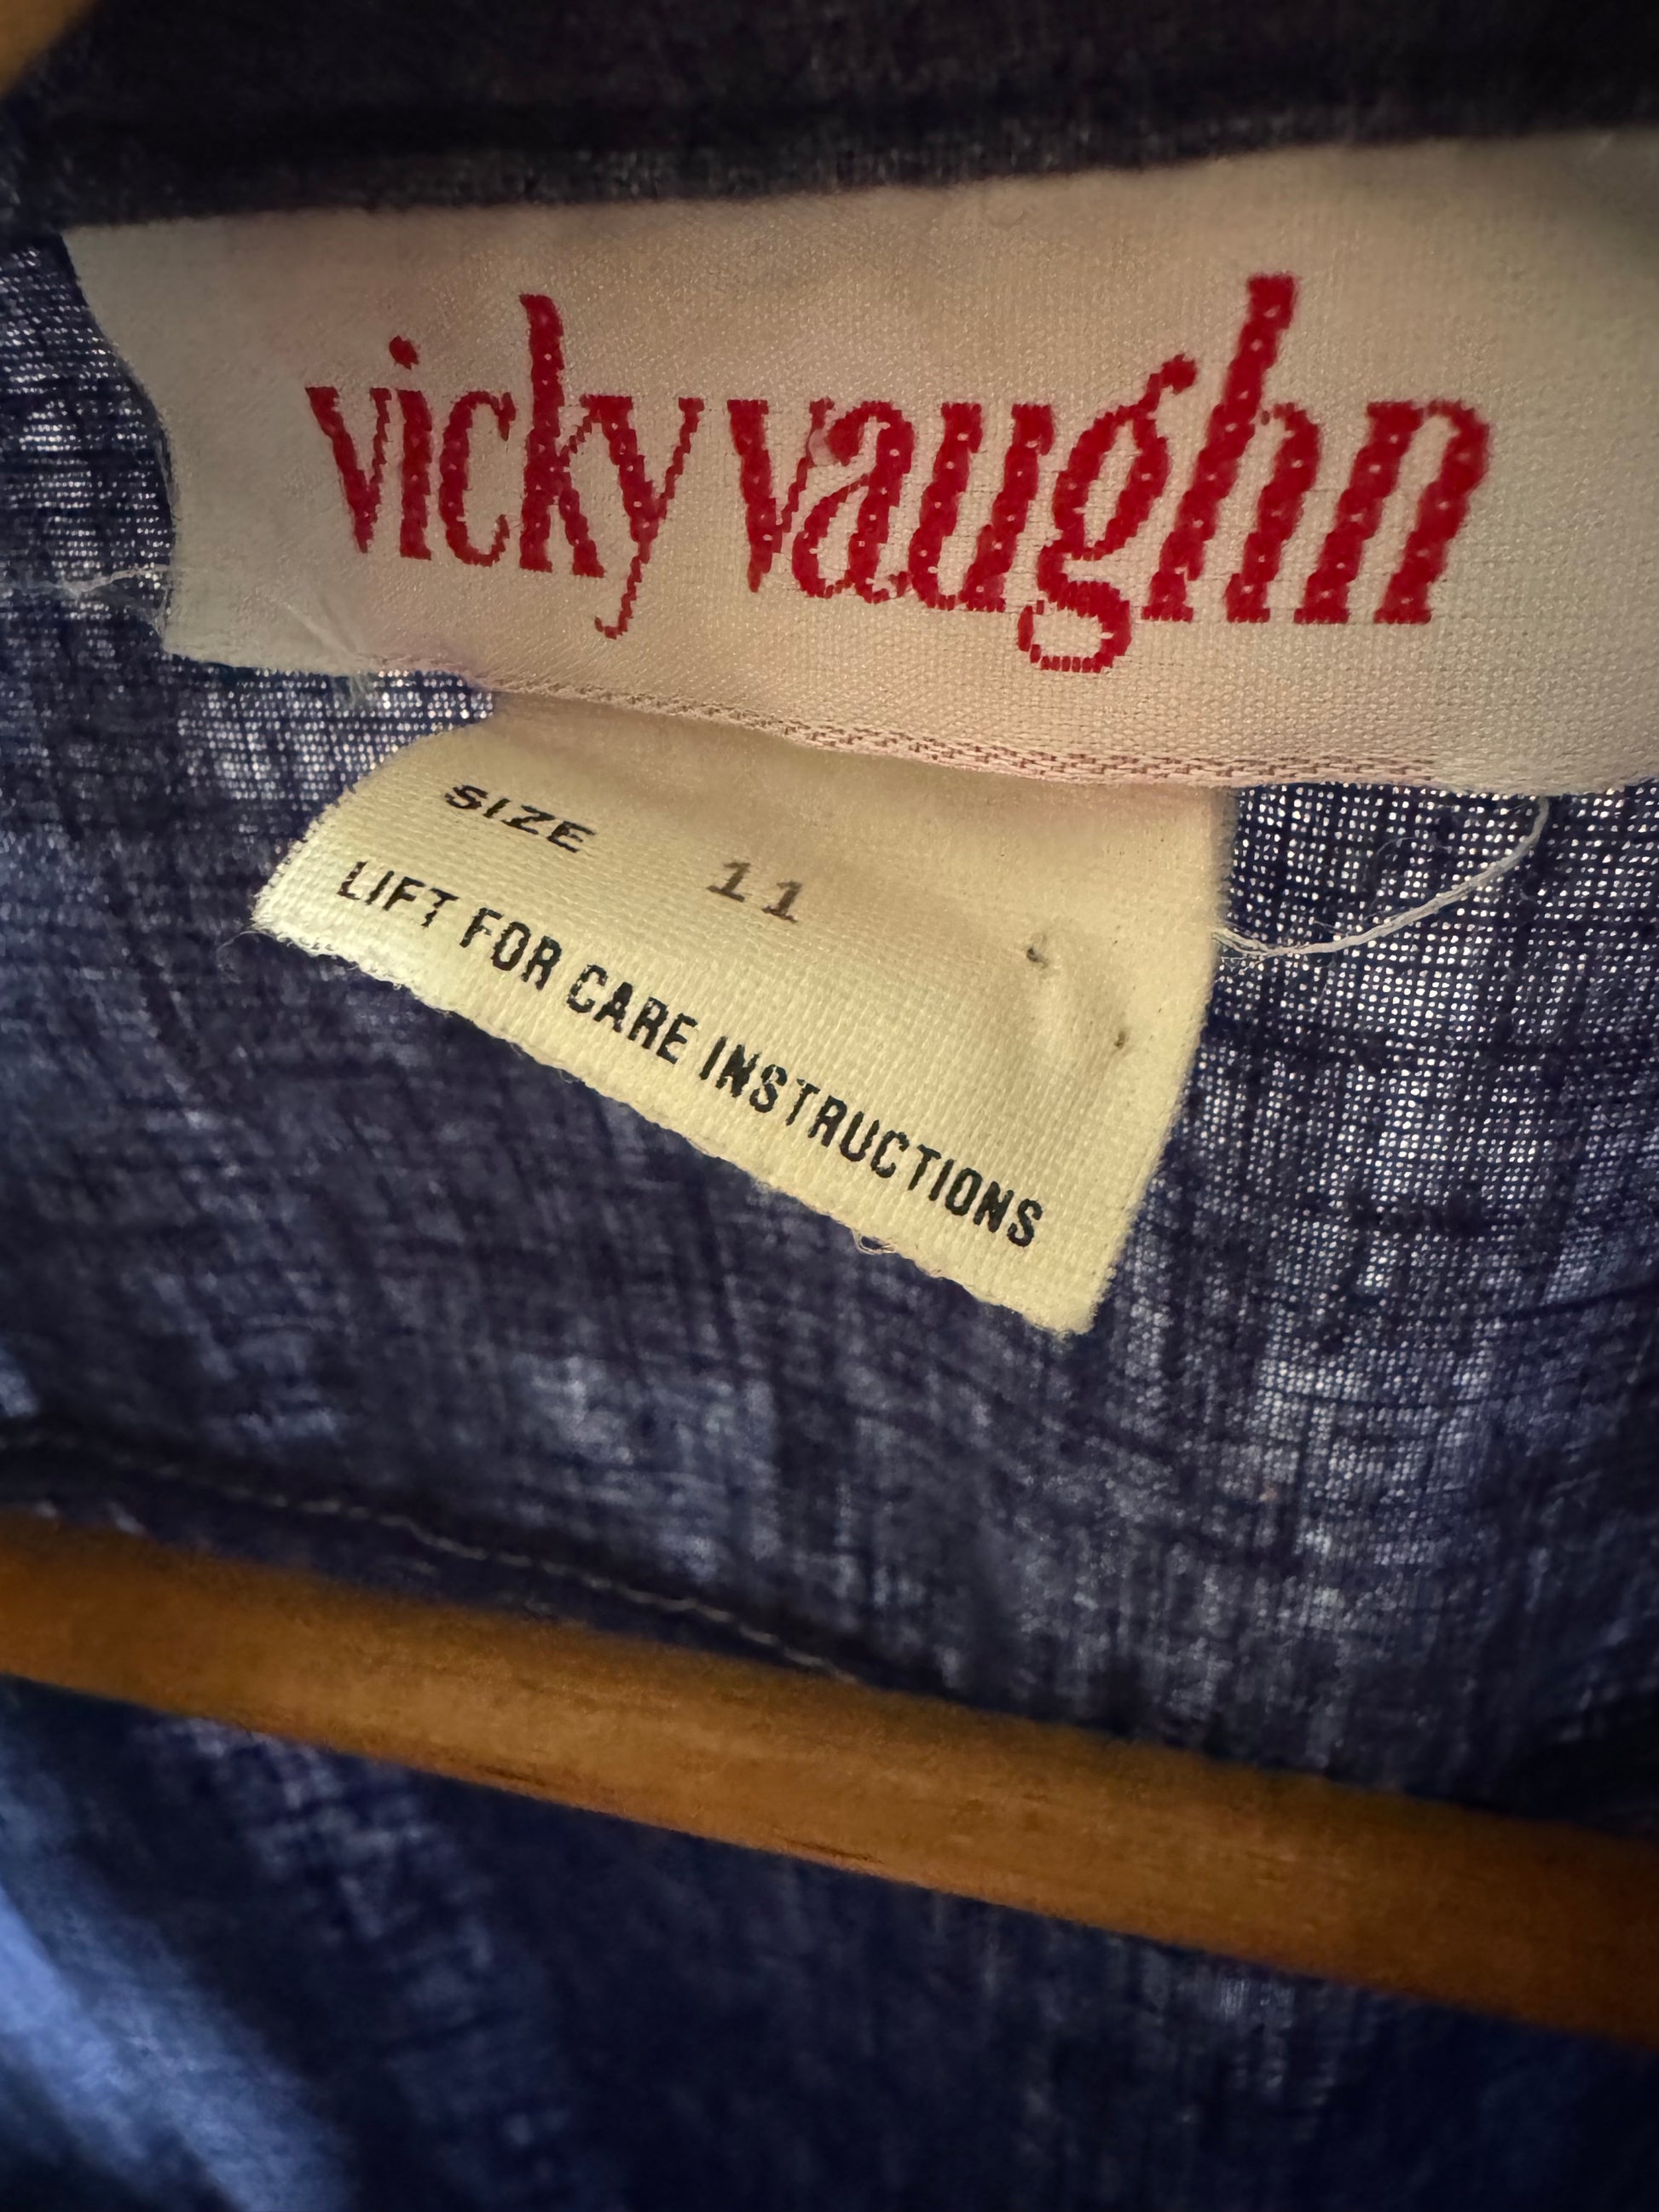 vicky vaughn
SIZE 11
LIFT FOR CARE INSTRUCTIONS